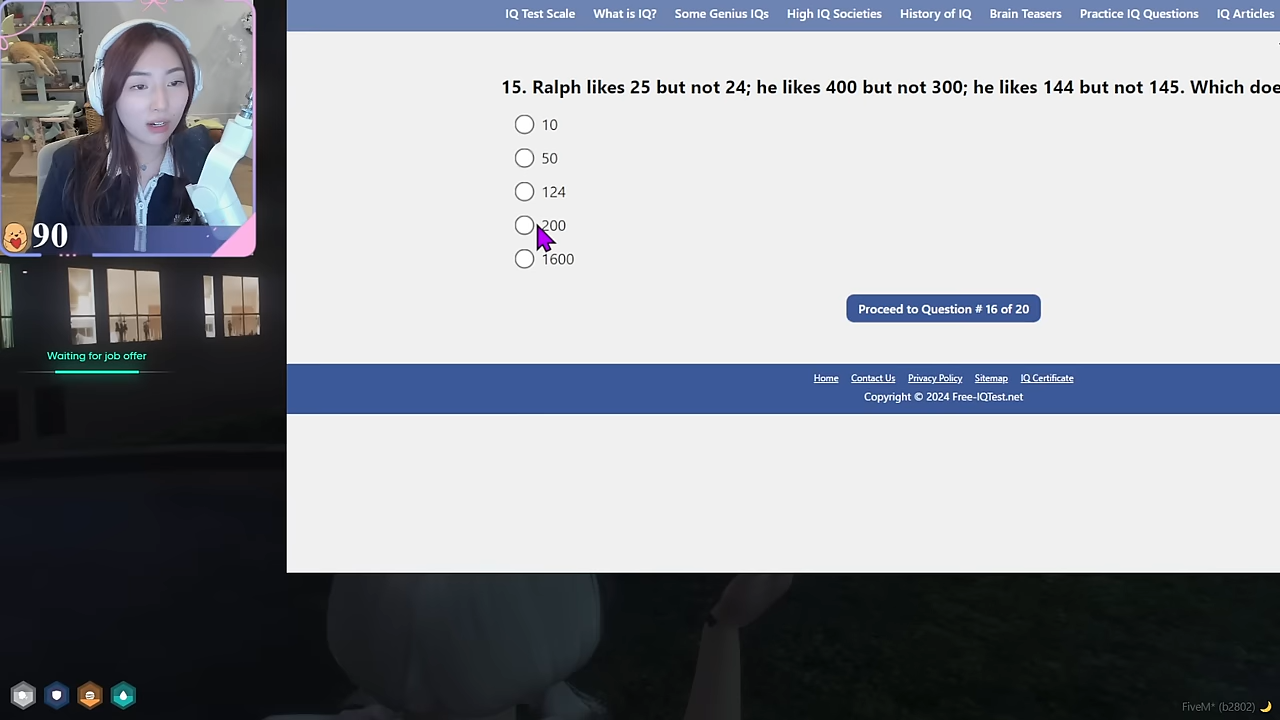 IQ Test Scale What is IQ? Some Genius IQs High IQ Societies History of IQ Brain Teasers Practice IQ Questions IQ Articles
15. Ralph likes 25 but not 24; he likes 400 but not 300; he likes 144 but not 145. Which doe
10
50
124
200
1600
Proceed to Question # 16 of 20
Home Contact Us Privacy Policy Sitemap IQ Certificate
Copyright © 2024 Free-IQTest.net
90
Waiting for job offer
FiveM* (b2802)